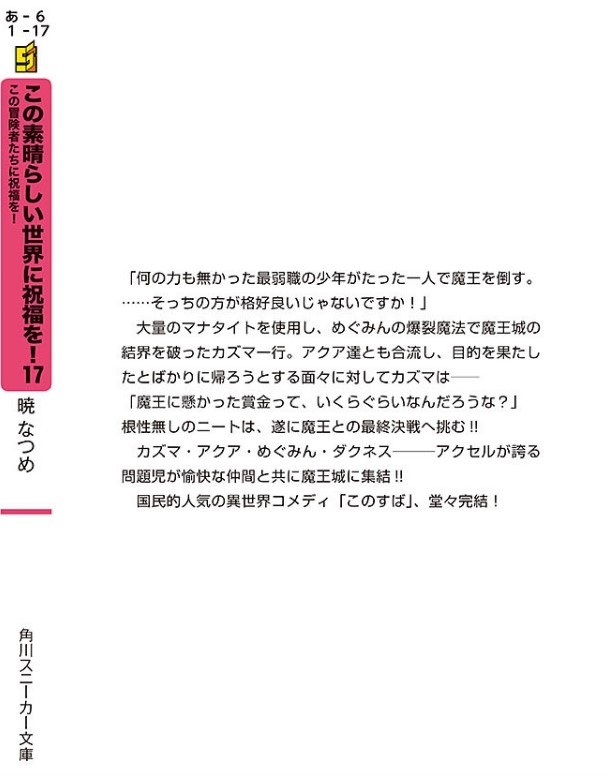 あ-6
1-17
この素晴らしい世界に祝福を！17
この冒険者たちに祝福を！
暁 なつめ
角川スニーカー文庫
「何の力も無かった最弱職の少年がたった一人で魔王を倒す。
……そっちの方が格好良いじゃないですか！」
　大量のマナタイトを使用し、めぐみんの爆裂魔法で魔王城の
結界を破ったカズマ一行。アクア達とも合流し、目的を果たし
たとばかりに帰ろうとする面々に対してカズマは──
「魔王に懸かった賞金って、いくらぐらいなんだろうな？」
根性無しのニートは、遂に魔王との最終決戦へ挑む!!
　カズマ・アクア・めぐみん・ダクネス───アクセルが誇る
問題児が愉快な仲間と共に魔王城に集結!!
　国民的人気の異世界コメディ「このすば」、堂々完結！